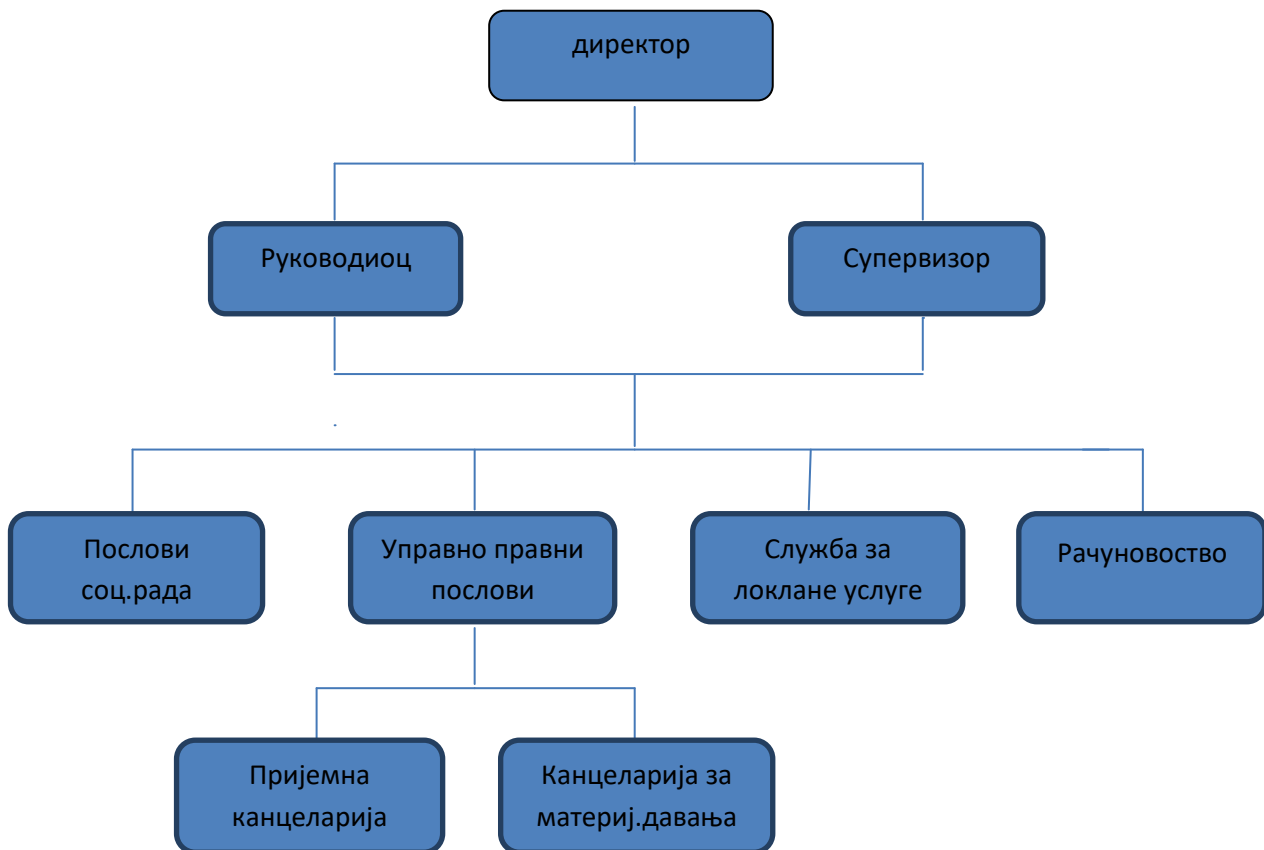 директор
Руководиоц
Супервизор
Послови
соц.рада
Управно правни
послови
Служба за
локлане услуге
Рачуновоство
Пријемна
канцеларија
Канцеларија за
материј.давања